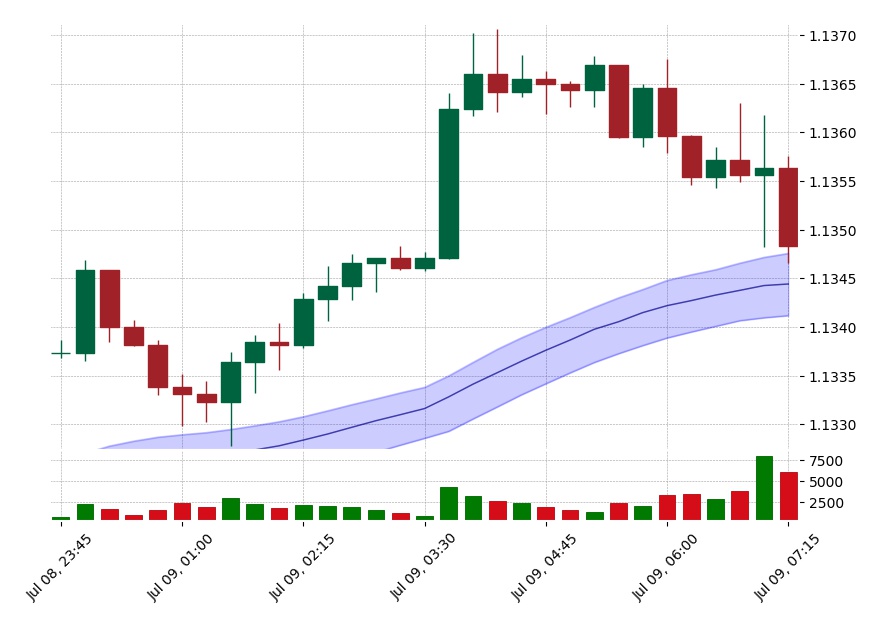 1.1370
1.1365
1.1360
1.1355
1.1350
1.1345
1.1340
1.1335
1.1330
7500
5000
2500
Jul 08, 23:45
Jul 09, 01:00
Jul 09, 02:15
Jul 09, 03:30
Jul 09, 04:45
Jul 09, 06:00
Jul 09, 07:15